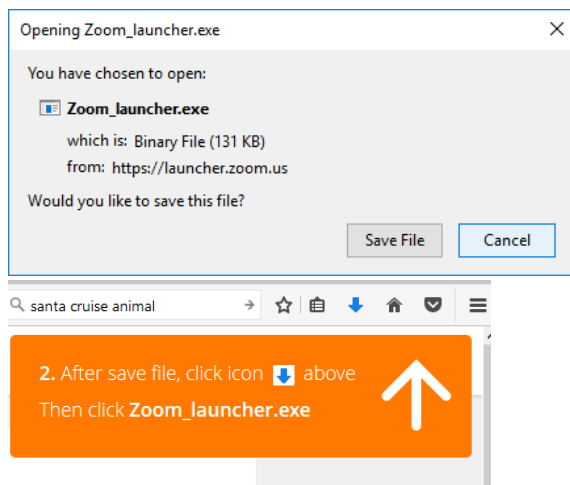 Opening Zoom_launcher.exe
You have chosen to open:
Zoom_launcher.exe
which is: Binary File (131 KB)
from: https://launcher.zoom.us
Would you like to save this file?
Save File
Cancel
santa cruise animal
2. After save file, click icon above
Then click Zoom_launcher.exe